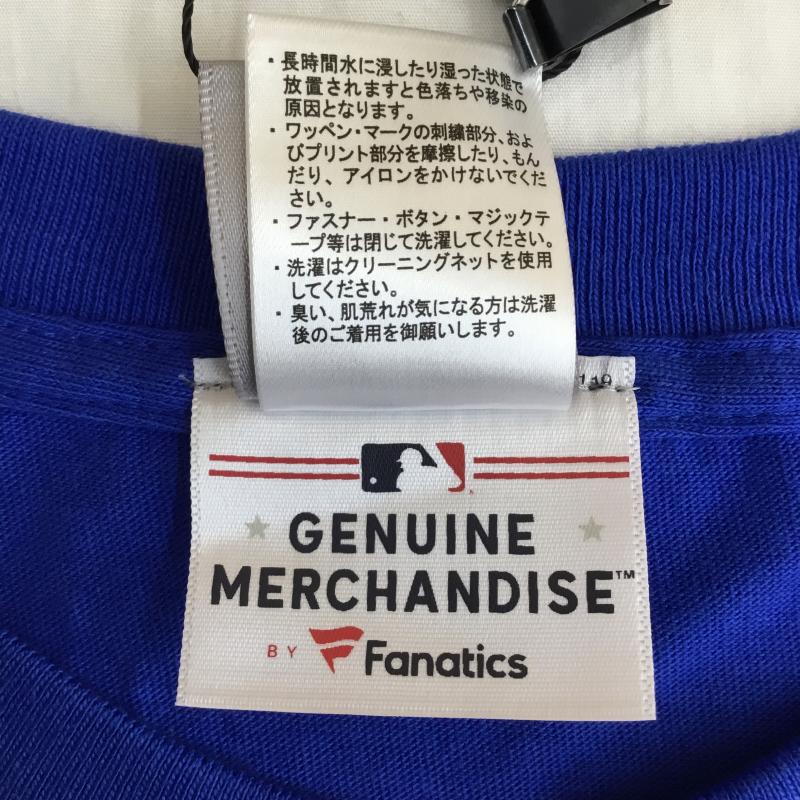 ・長時間水に浸したり湿った状態で
放置されますと色落ちや移染の
原因となります。
・ワッペン・マークの刺繍部分、およ
びプリント部分を摩擦したり、もん
だり、アイロンをかけないでくだ
さい。
・ファスナー・ボタン・マジックテ
ープ等は閉じて洗濯してください。
・洗濯はクリーニングネットを使用
してください。
・臭い、肌荒れが気になる方は洗濯
後のご着用を御願いします。
119
GENUINE
MERCHANDISE™
BY Fanatics